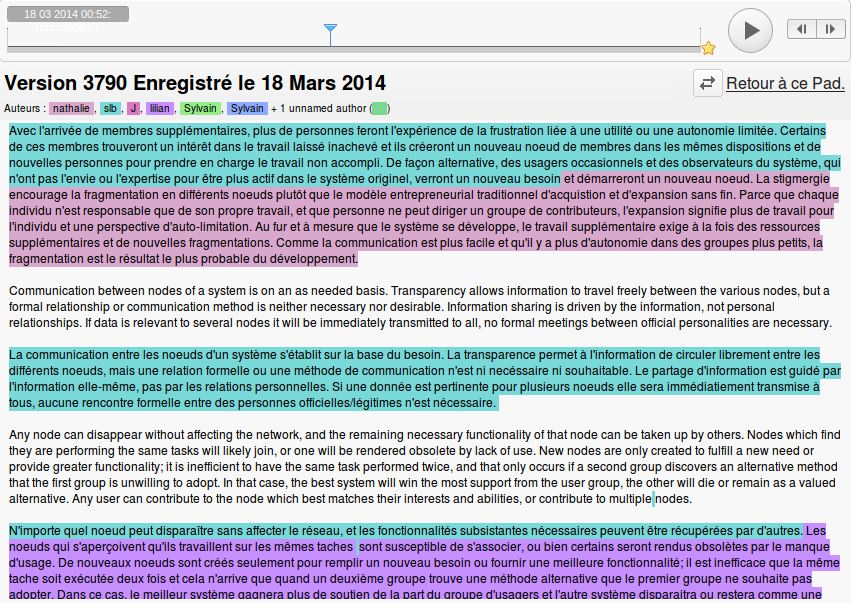 18 03 2014 00:52:
Version 3790 Enregistré le 18 Mars 2014
Retour à ce Pad.
Auteurs : nathalie, slb, J, lilian, Sylvain, Sylvain + 1 unnamed author ( )
Avec l'arrivée de membres supplémentaires, plus de personnes feront l'expérience de la frustration liée à une utilité ou une autonomie limitée. Certains
de ces membres trouveront un intérêt dans le travail laissé inachevé et ils créeront un nouveau noeud de membres dans les mêmes dispositions et de
nouvelles personnes pour prendre en charge le travail non accompli. De façon alternative, des usagers occasionnels et des observateurs du système, qui
n'ont pas l'envie ou l'expertise pour être plus actif dans le système originel, verront un nouveau besoin et démarreront un nouveau noeud. La stigmergie
encourage la fragmentation en différents noeuds plutôt que le modèle entrepreneurial traditionnel d'acquistion et d'expansion sans fin. Parce que chaque
individu n'est responsable que de son propre travail, et que personne ne peut diriger un groupe de contributeurs, l'expansion signifie plus de travail pour
l'individu et une perspective d'auto-limitation. Au fur et à mesure que le système se développe, le travail supplémentaire exige à la fois des ressources
supplémentaires et de nouvelles fragmentations. Comme la communication est plus facile et qu'il y a plus d'autonomie dans des groupes plus petits, la
fragmentation est le résultat le plus probable du développement.
Communication between nodes of a system is on an as needed basis. Transparency allows information to travel freely between the various nodes, but a
formal relationship or communication method is neither necessary nor desirable. Information sharing is driven by the information, not personal
relationships. If data is relevant to several nodes it will be immediately transmitted to all, no formal meetings between official personalities are necessary.
La communication entre les noeuds d'un système s'établit sur la base du besoin. La transparence permet à l'information de circuler librement entre les
différents noeuds, mais une relation formelle ou une méthode de communication n'est ni necéssaire ni souhaitable. Le partage d'information est guidé par
l'information elle-même, pas par les relations personnelles. Si une donnée est pertinente pour plusieurs noeuds elle sera immédiatement transmise à
tous, aucune rencontre formelle entre des personnes officielles/légitimes n'est nécessaire.
Any node can disappear without affecting the network, and the remaining necessary functionality of that node can be taken up by others. Nodes which find
they are performing the same tasks will likely join, or one will be rendered obsolete by lack of use. New nodes are only created to fulfill a new need or
provide greater functionality; it is inefficient to have the same task performed twice, and that only occurs if a second group discovers an alternative method
that the first group is unwilling to adopt. In that case, the best system will win the most support from the user group, the other will die or remain as a valued
alternative. Any user can contribute to the node which best matches their interests and abilities, or contribute to multiple nodes.
N'importe quel noeud peut disparaître sans affecter le réseau, et les fonctionnalités subsistantes nécessaires peuvent être récupérées par d'autres. Les
noeuds qui s'aperçoivent qu'ils travaillent sur les mêmes taches sont susceptible de s'associer, ou bien certains seront rendus obsolètes par le manque
d'usage. De nouveaux noeuds sont créés seulement pour remplir un nouveau besoin ou fournir une meilleure fonctionnalité; il est inefficace que la même
tache soit exécutée deux fois et cela n'arrive que quand un deuxième groupe trouve une méthode alternative que le premier groupe ne souhaite pas
adopter. Dans ce cas, le meilleur système gagnera plus de soutien de la part du groupe d'usagers et l'autre système disparaitra ou restera comme une